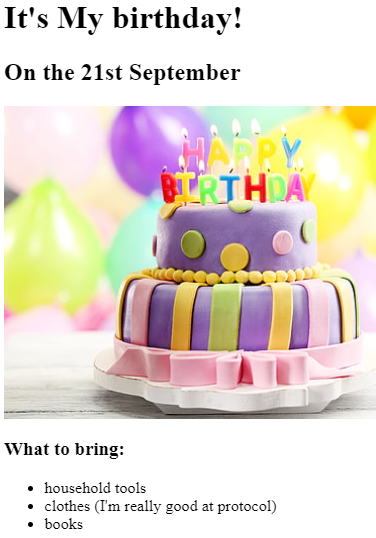 It's My birthday!
On the 21st September
HAPPY
BIRTHDAY
What to bring:
household tools
clothes (I'm really good at protocol)
books